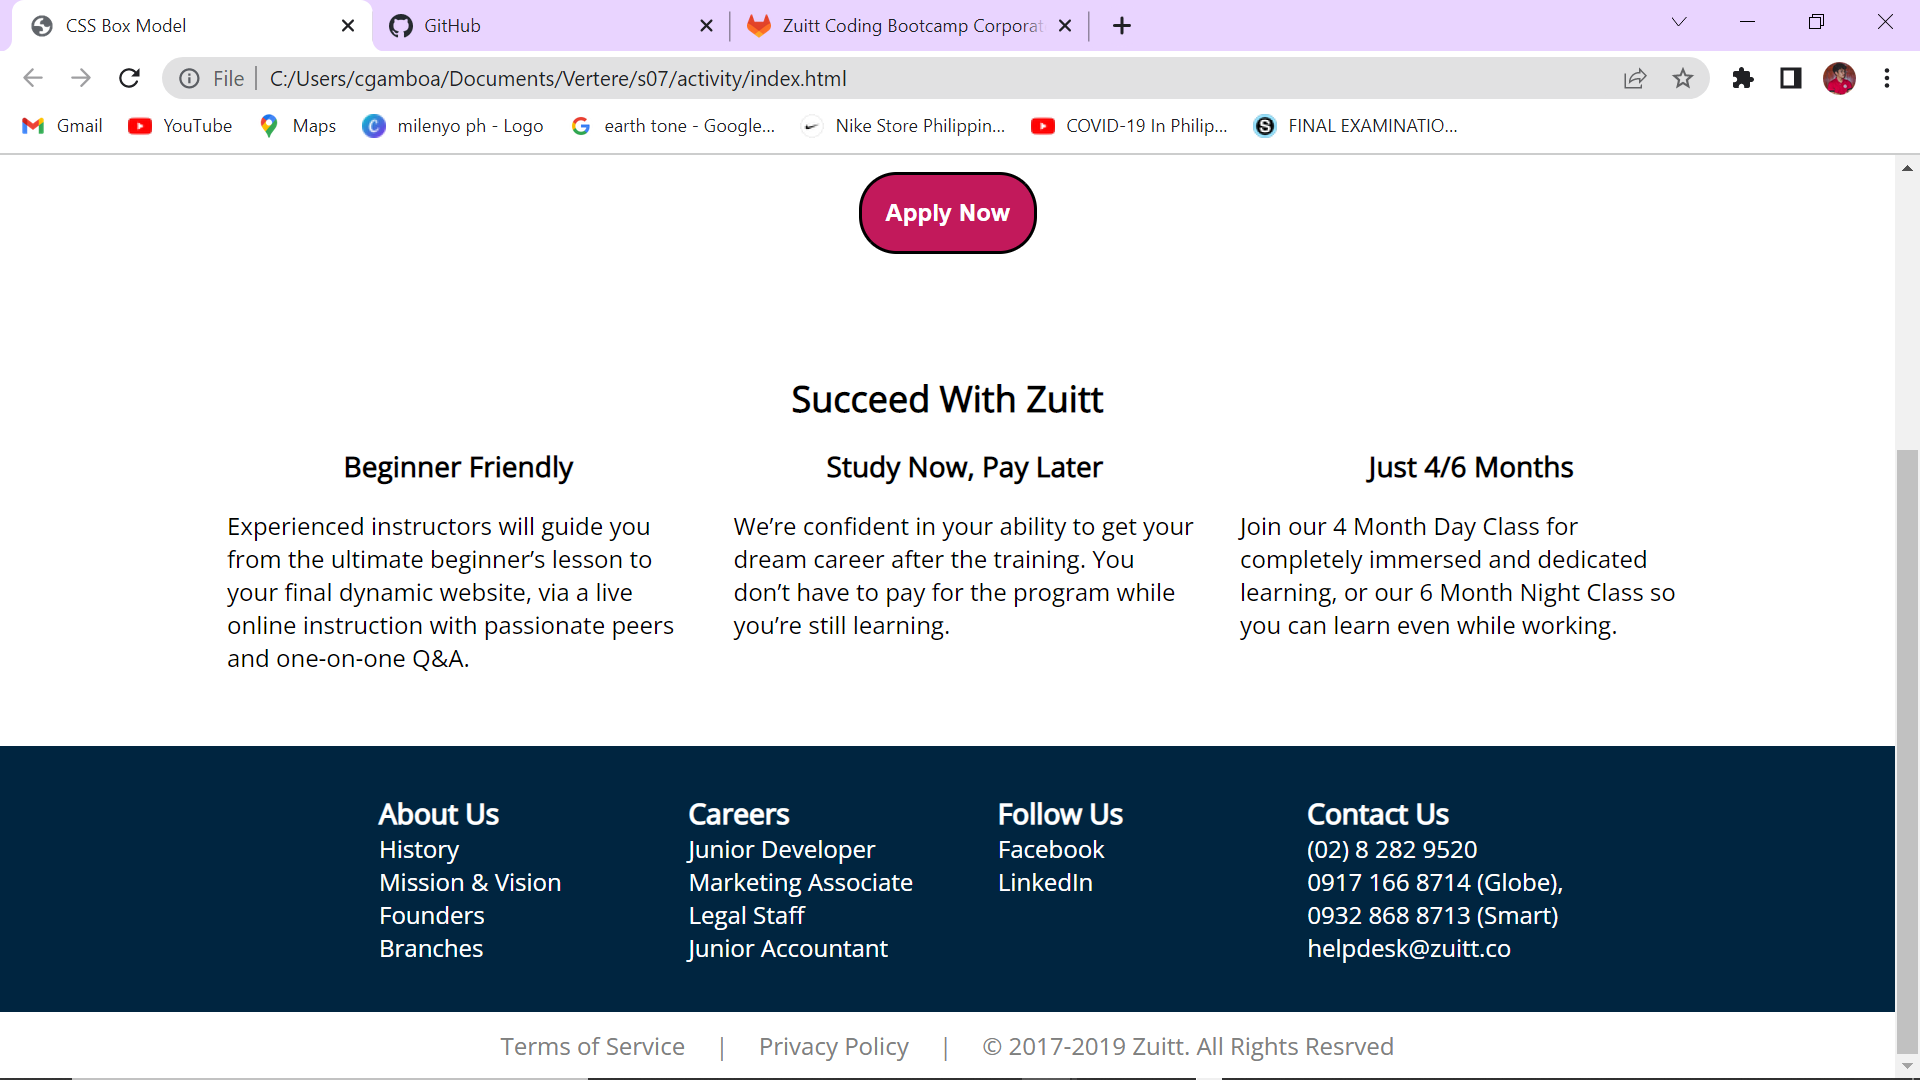 CSS Box Model
GitHub
Zuitt Coding Bootcamp Corporat
File
C:/Users/cgamboa/Documents/Vertere/s07/activity/index.html
Gmail
YouTube
Maps
milenyo ph - Logo
earth tone - Google...
Nike Store Philippin...
COVID-19 In Philip...
FINAL EXAMINATIO...
Apply Now
Succeed With Zuitt
Beginner Friendly
Experienced instructors will guide you
from the ultimate beginner’s lesson to
your final dynamic website, via a live
online instruction with passionate peers
and one-on-one Q&A.
Study Now, Pay Later
We’re confident in your ability to get your
dream career after the training. You
don’t have to pay for the program while
you’re still learning.
Just 4/6 Months
Join our 4 Month Day Class for
completely immersed and dedicated
learning, or our 6 Month Night Class so
you can learn even while working.
About Us
History
Mission & Vision
Founders
Branches
Careers
Junior Developer
Marketing Associate
Legal Staff
Junior Accountant
Follow Us
Facebook
LinkedIn
Contact Us
(02) 8 282 9520
0917 166 8714 (Globe),
0932 868 8713 (Smart)
helpdesk@zuitt.co
Terms of Service | Privacy Policy | © 2017-2019 Zuitt. All Rights Resrved